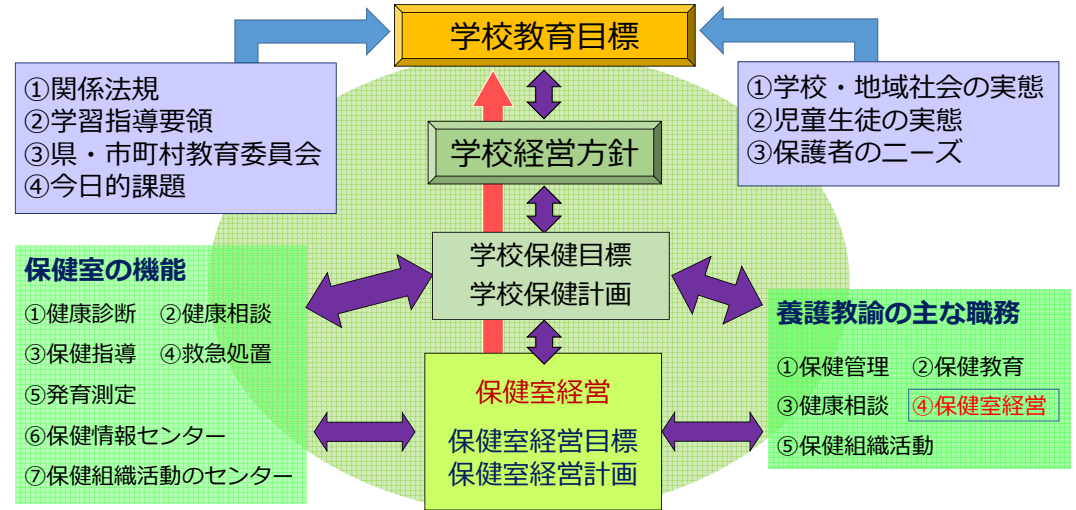 学校教育目標
①関係法規
②学習指導要領
③県・市町村教育委員会
④今日的課題
①学校・地域社会の実態
②児童生徒の実態
③保護者のニーズ
学校経営方針
学校保健目標
学校保健計画
保健室の機能
①健康診断 ②健康相談
③保健指導 ④救急処置
⑤発育測定
⑥保健情報センター
⑦保健組織活動のセンター
保健室経営
保健室経営目標
保健室経営計画
養護教諭の主な職務
①保健管理 ②保健教育
③健康相談 ④保健室経営
⑤保健組織活動